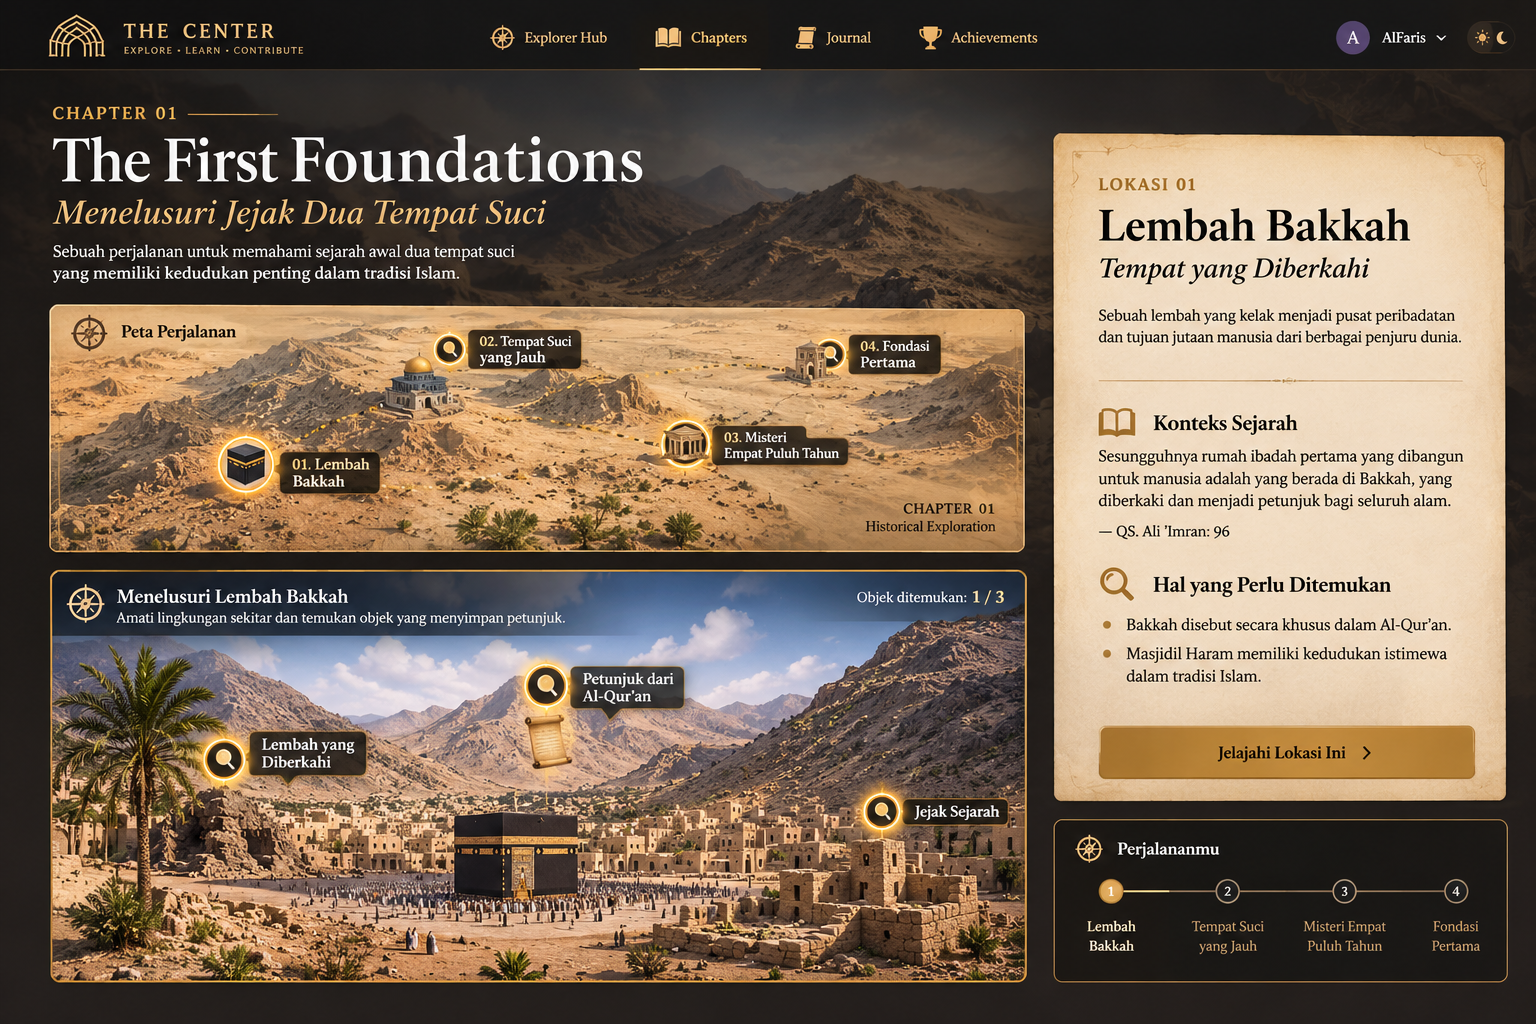 THE CENTER
EXPLORE • LEARN • CONTRIBUTE
Explorer Hub
Chapters
Journal
Achievements
A
AlFaris
CHAPTER 01
The First Foundations
Menelusuri Jejak Dua Tempat Suci
Sebuah perjalanan untuk memahami sejarah awal dua tempat suci
yang memiliki kedudukan penting dalam tradisi Islam.
Peta Perjalanan
02. Tempat Suci
yang Jauh
04. Fondasi
Pertama
03. Misteri
Empat Puluh Tahun
01. Lembah
Bakkah
CHAPTER 01
Historical Exploration
Menelusuri Lembah Bakkah
Amati lingkungan sekitar dan temukan objek yang menyimpan petunjuk.
Objek ditemukan: 1 / 3
Petunjuk dari
Al-Qur'an
Lembah yang
Diberkahi
Jejak Sejarah
LOKASI 01
Lembah Bakkah
Tempat yang Diberkahi
Sebuah lembah yang kelak menjadi pusat peribadatan
dan tujuan jutaan manusia dari berbagai penjuru dunia.
Konteks Sejarah
Sesungguhnya rumah ibadah pertama yang dibangun
untuk manusia adalah yang berada di Bakkah, yang
diberkaki dan menjadi petunjuk bagi seluruh alam.
— QS. Ali 'Imran: 96
Hal yang Perlu Ditemukan
• Bakkah disebut secara khusus dalam Al-Qur'an.
• Masjidil Haram memiliki kedudukan istimewa
dalam tradisi Islam.
Jelajahi Lokasi Ini
Perjalananmu
1 2 3 4
Lembah
Bakkah
Tempat Suci
yang Jauh
Misteri Empat
Puluh Tahun
Fondasi
Pertama